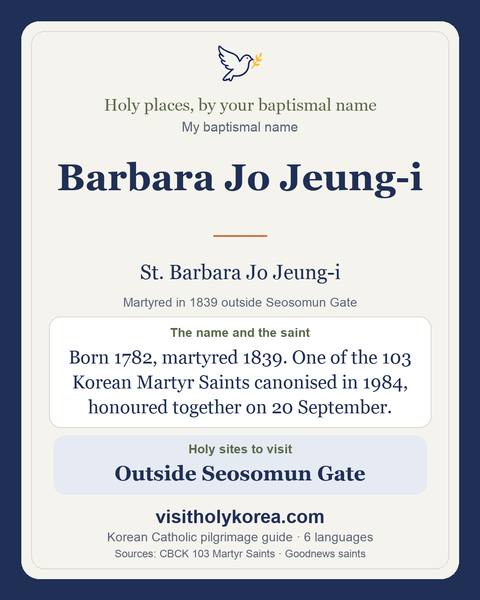 Holy places, by your baptismal name
My baptismal name
Barbara Jo Jeung-i
St. Barbara Jo Jeung-i
Martyred in 1839 outside Seosomun Gate
The name and the saint
Born 1782, martyred 1839. One of the 103
Korean Martyr Saints canonised in 1984,
honoured together on 20 September.
Holy sites to visit
Outside Seosomun Gate
visitholykorea.com
Korean Catholic pilgrimage guide · 6 languages
Sources: CBCK 103 Martyr Saints · Goodnews saints